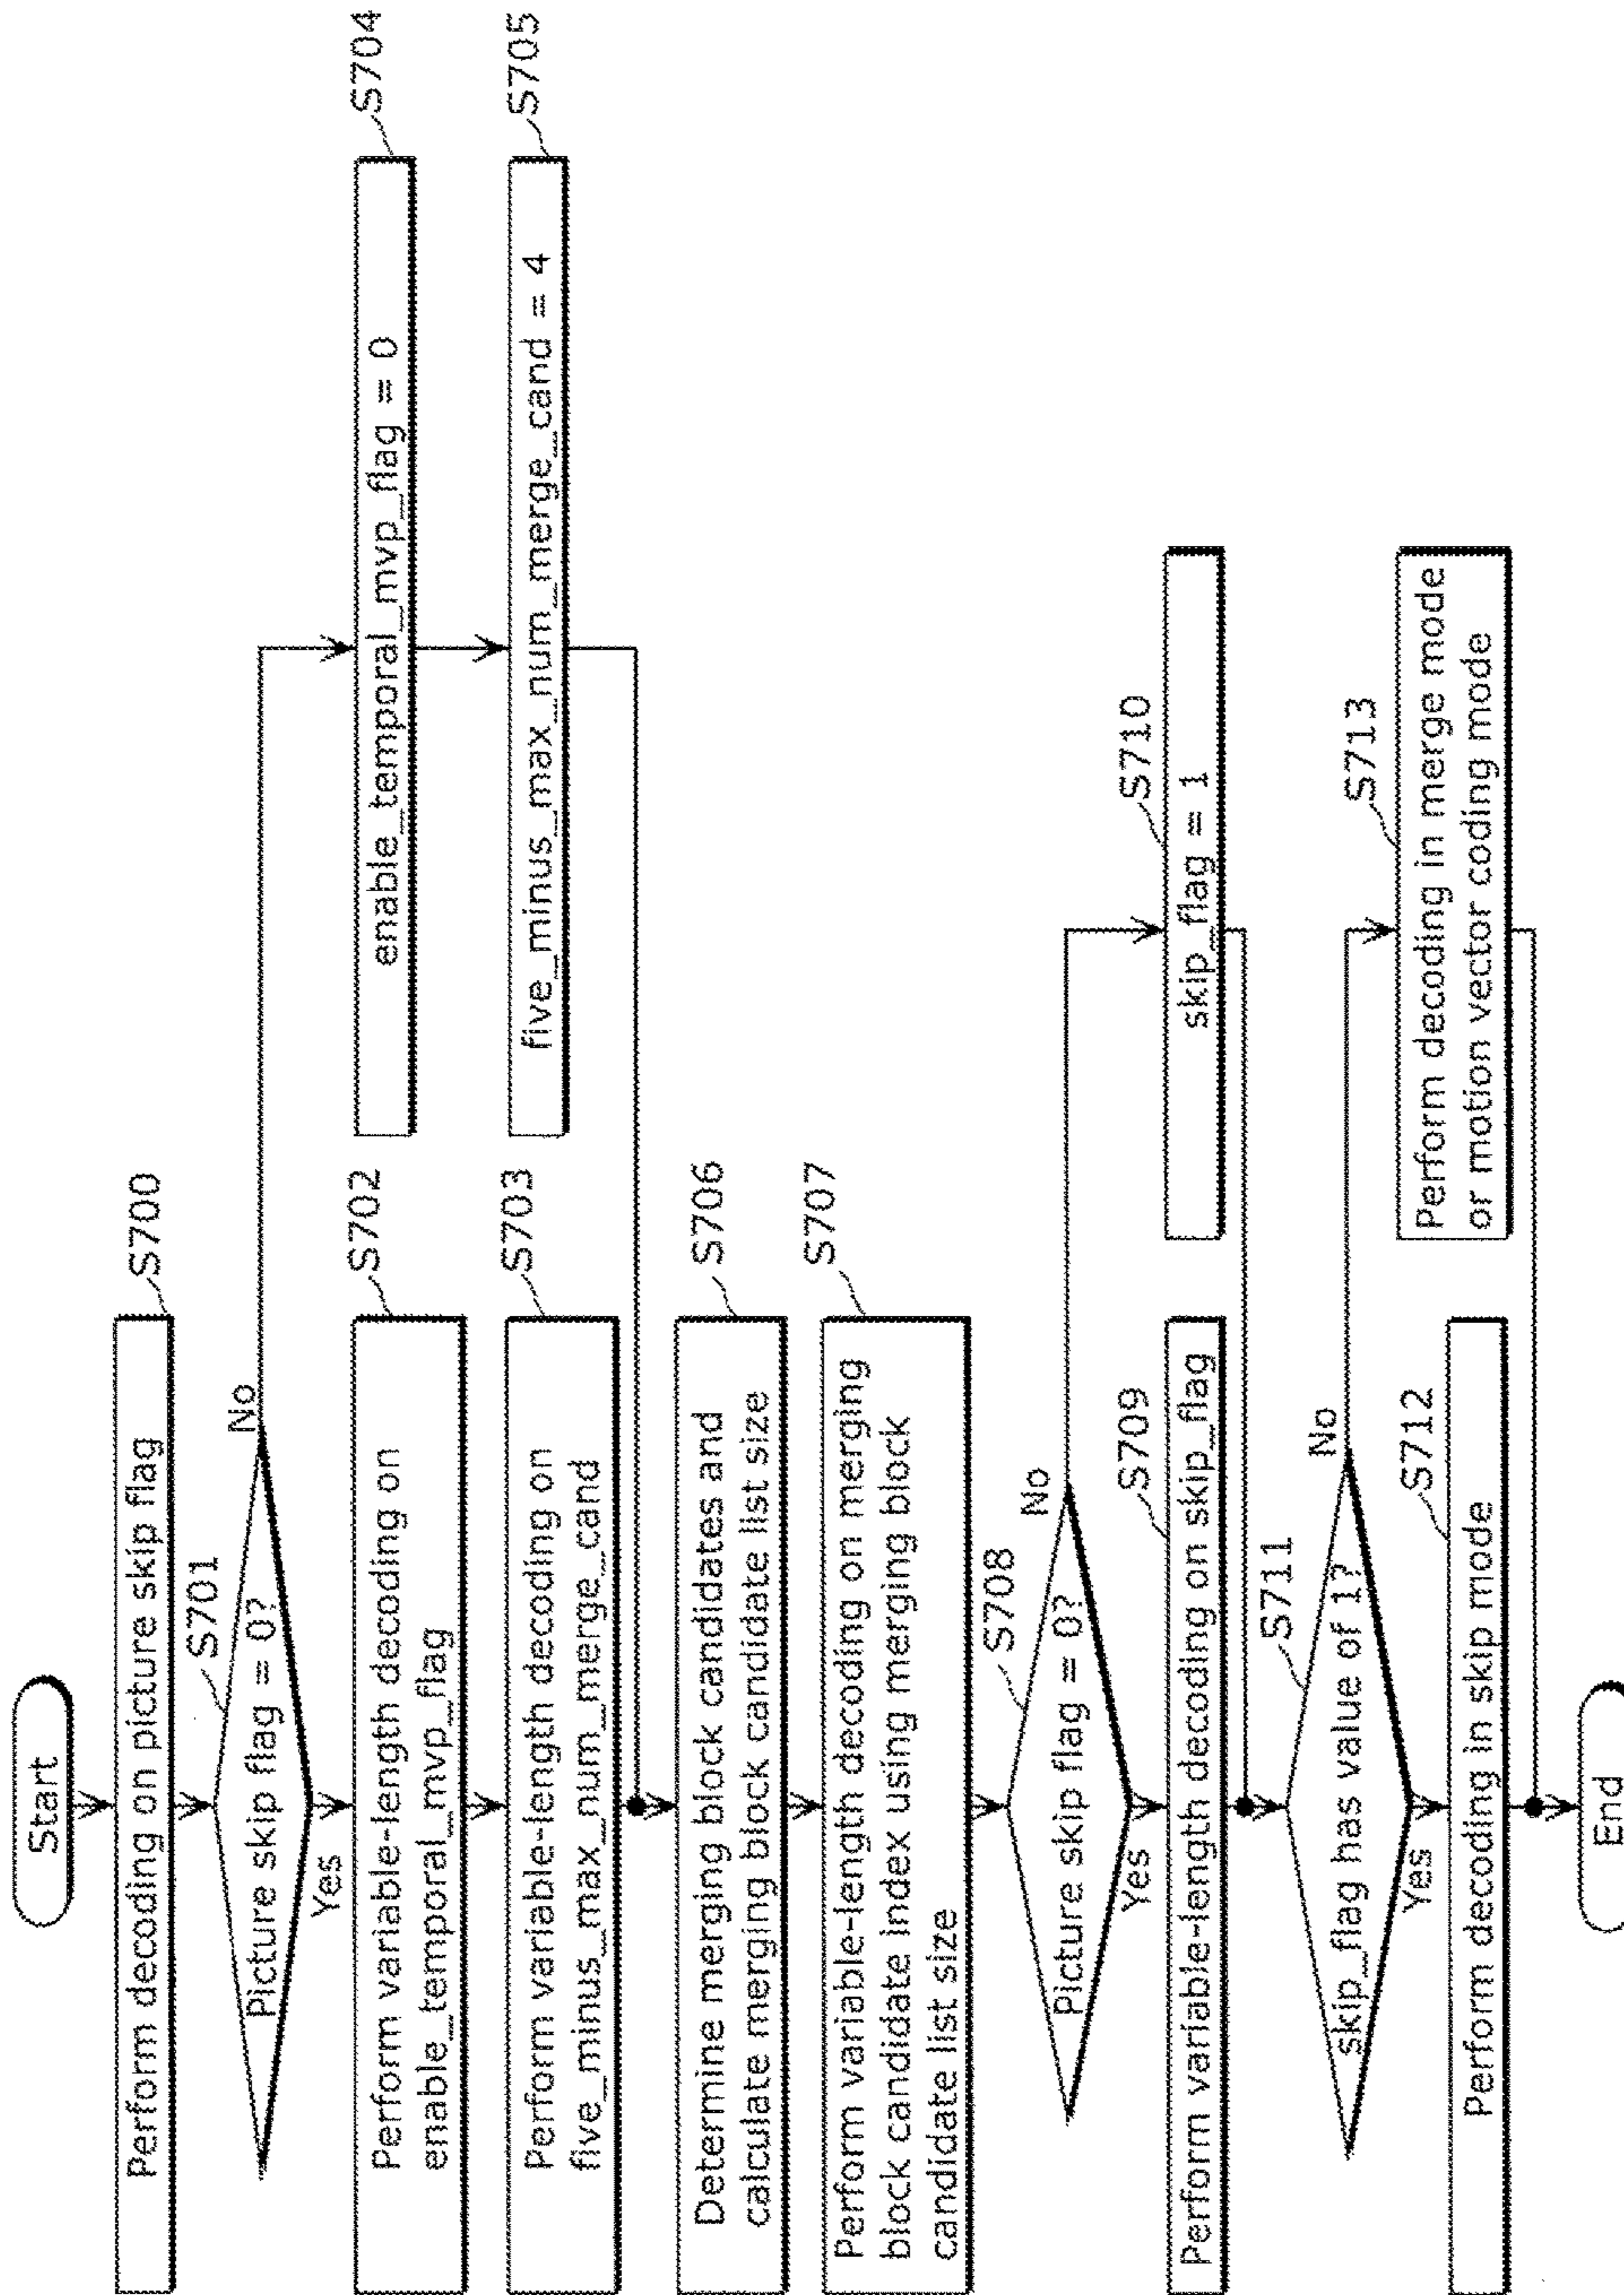 Start
S700
Perform decoding on picture skip flag
S701
Picture skip flag = 0?
No
Yes
S702
Perform variable-length decoding on
enable_temporal_mvp_flag
S704
enable_temporal_mvp_flag = 0
S703
Perform variable-length decoding on
five_minus_max_num_merge_cand
S705
five_minus_max_num_merge_cand = 4
S706
Determine merging block candidates and
calculate merging block candidate list size
S707
Perform variable-length decoding on merging
block candidate index using merging block
candidate list size
S708
Picture skip flag = 0?
No
Yes
S709
Perform variable-length decoding on skip_flag
S710
skip_flag = 1
S711
skip_flag has value of 1?
No
Yes
S712
Perform decoding in skip mode
S713
Perform decoding in merge mode
or motion vector coding mode
End